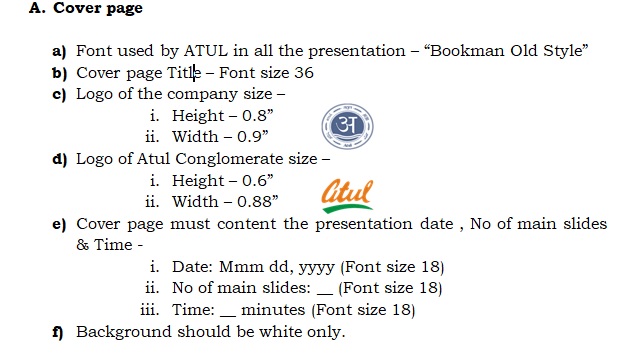 A. Cover page
a) Font used by ATUL in all the presentation – “Bookman Old Style”
b) Cover page Title – Font size 36
c) Logo of the company size –
i. Height – 0.8”
ii. Width – 0.9”
अ
d) Logo of Atul Conglomerate size –
i. Height – 0.6”
ii. Width – 0.88”
atul
e) Cover page must content the presentation date , No of main slides
& Time -
i. Date: Mmm dd, yyyy (Font size 18)
ii. No of main slides: __ (Font size 18)
iii. Time: __ minutes (Font size 18)
f) Background should be white only.